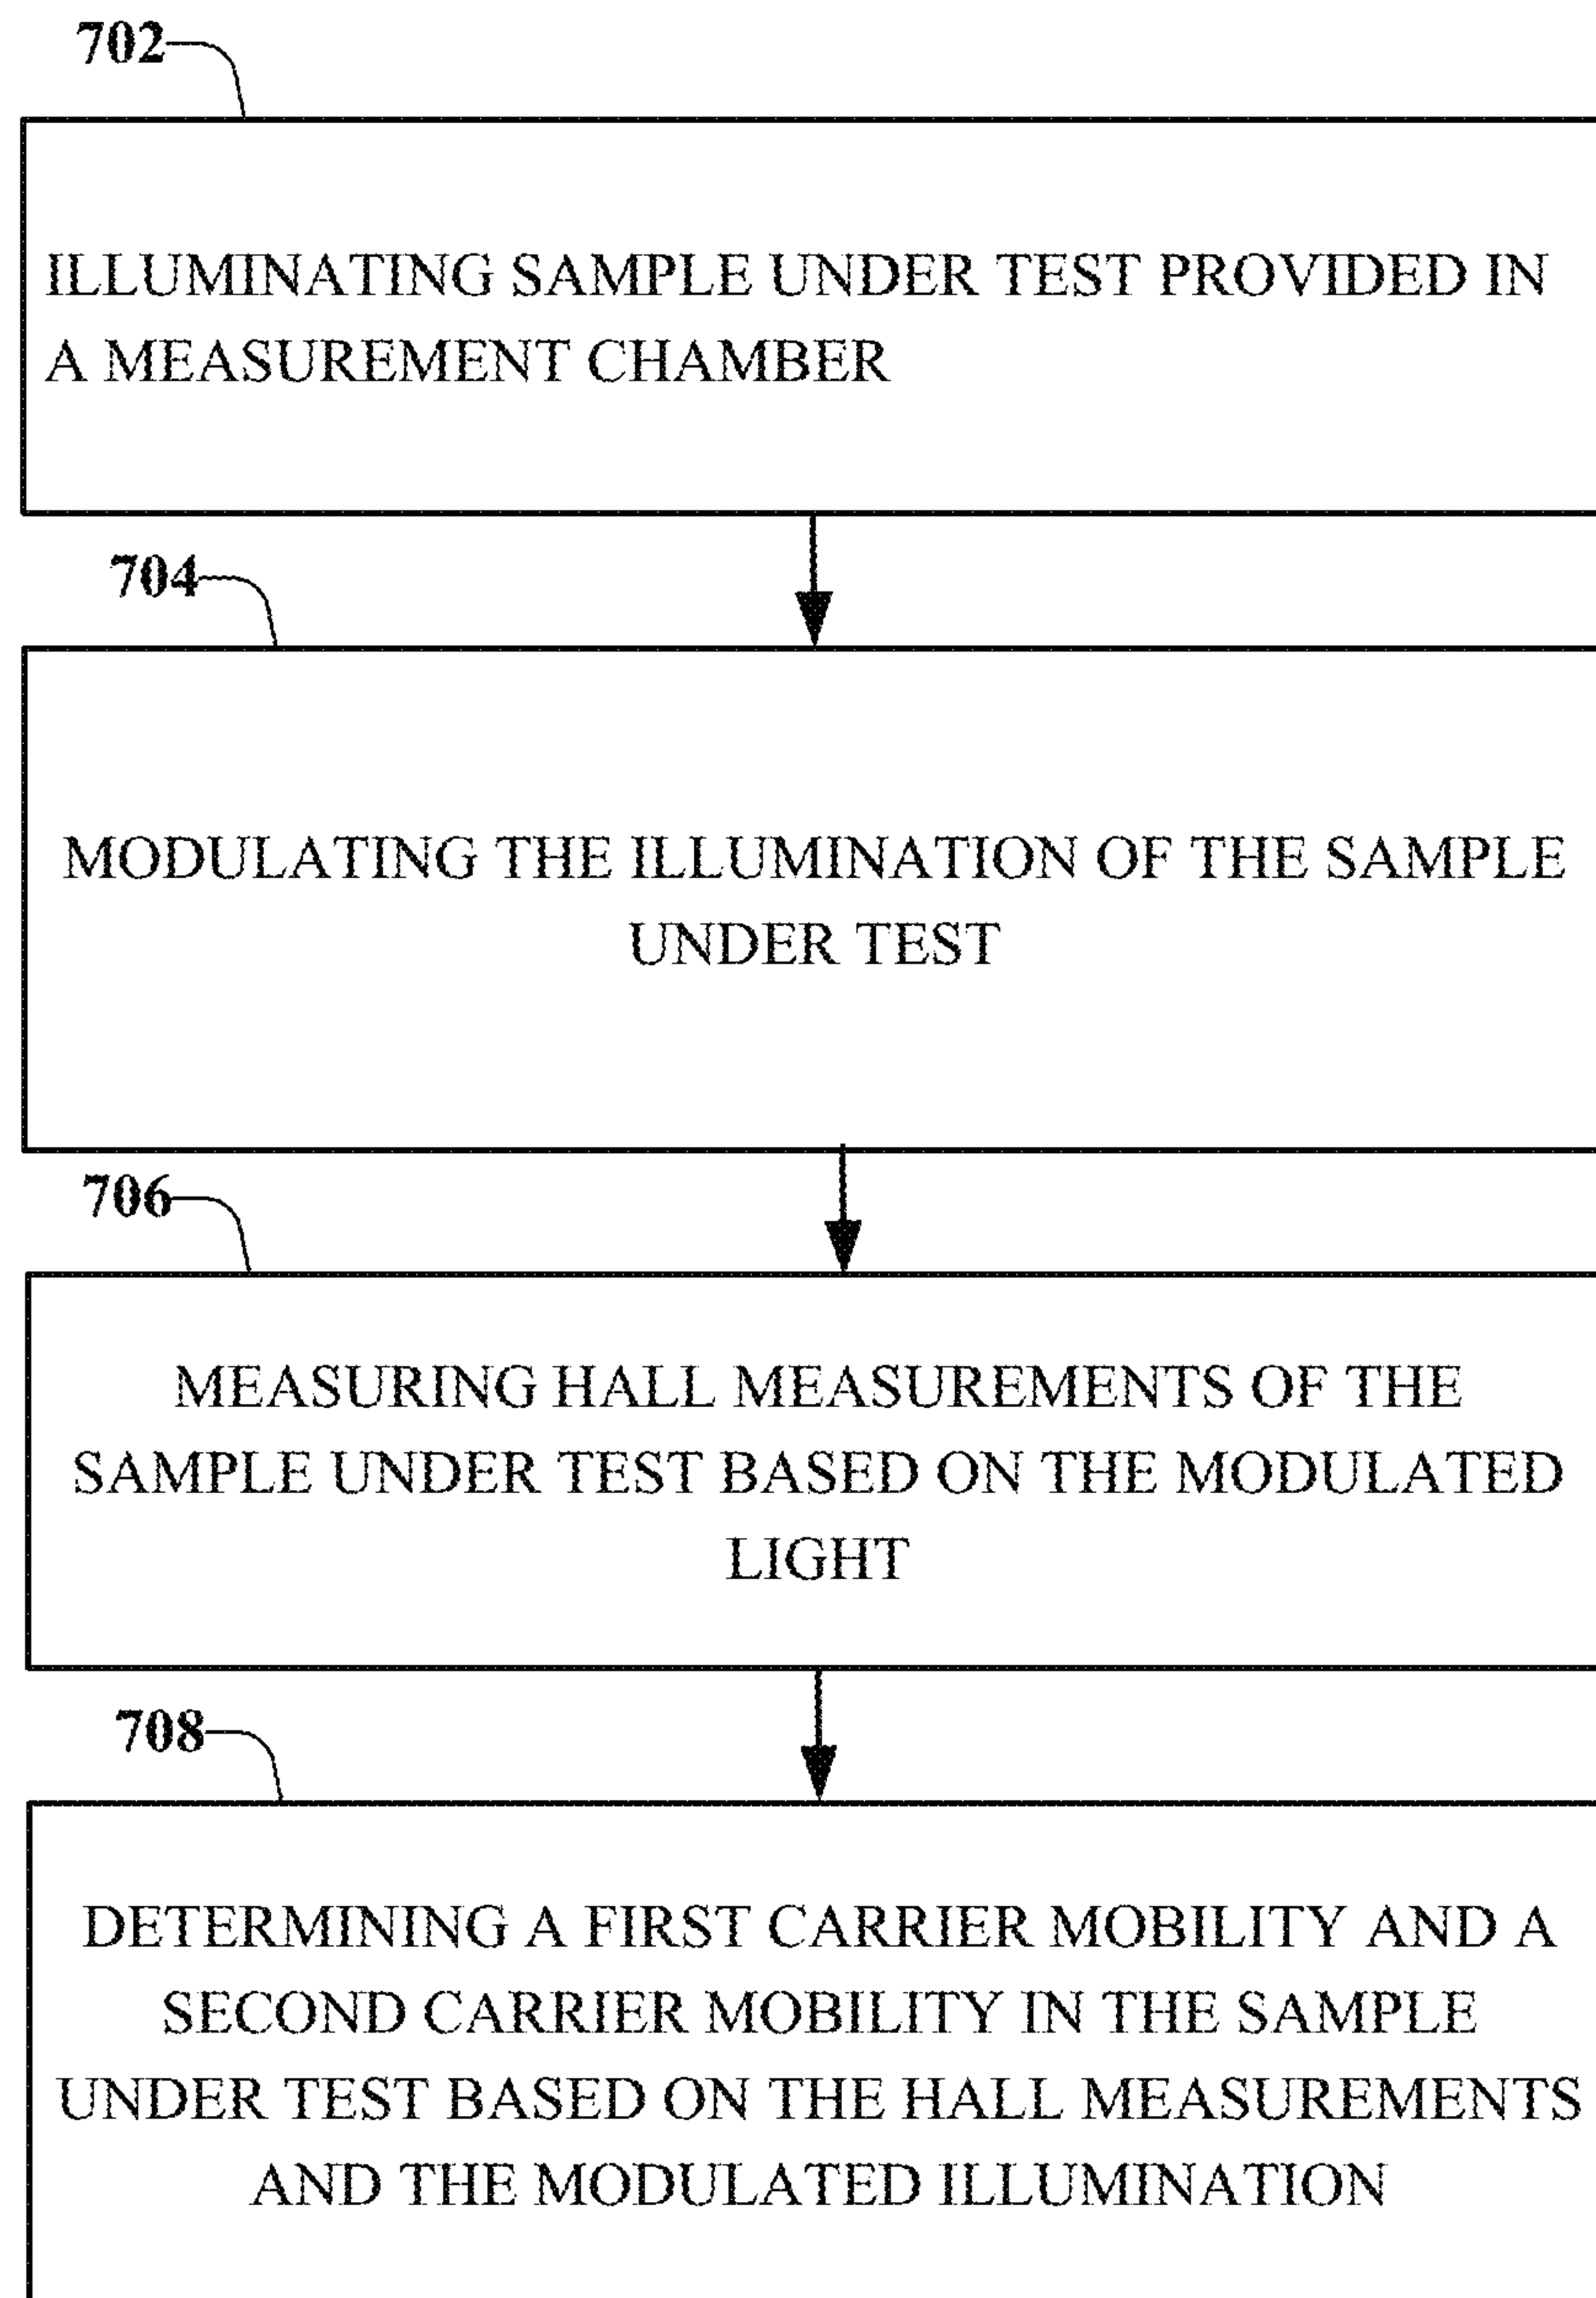 702
ILLUMINATING SAMPLE UNDER TEST PROVIDED IN
A MEASUREMENT CHAMBER
704
MODULATING THE ILLUMINATION OF THE SAMPLE
UNDER TEST
706
MEASURING HALL MEASUREMENTS OF THE
SAMPLE UNDER TEST BASED ON THE MODULATED
LIGHT
708
DETERMINING A FIRST CARRIER MOBILITY AND A
SECOND CARRIER MOBILITY IN THE SAMPLE
UNDER TEST BASED ON THE HALL MEASUREMENTS
AND THE MODULATED ILLUMINATION